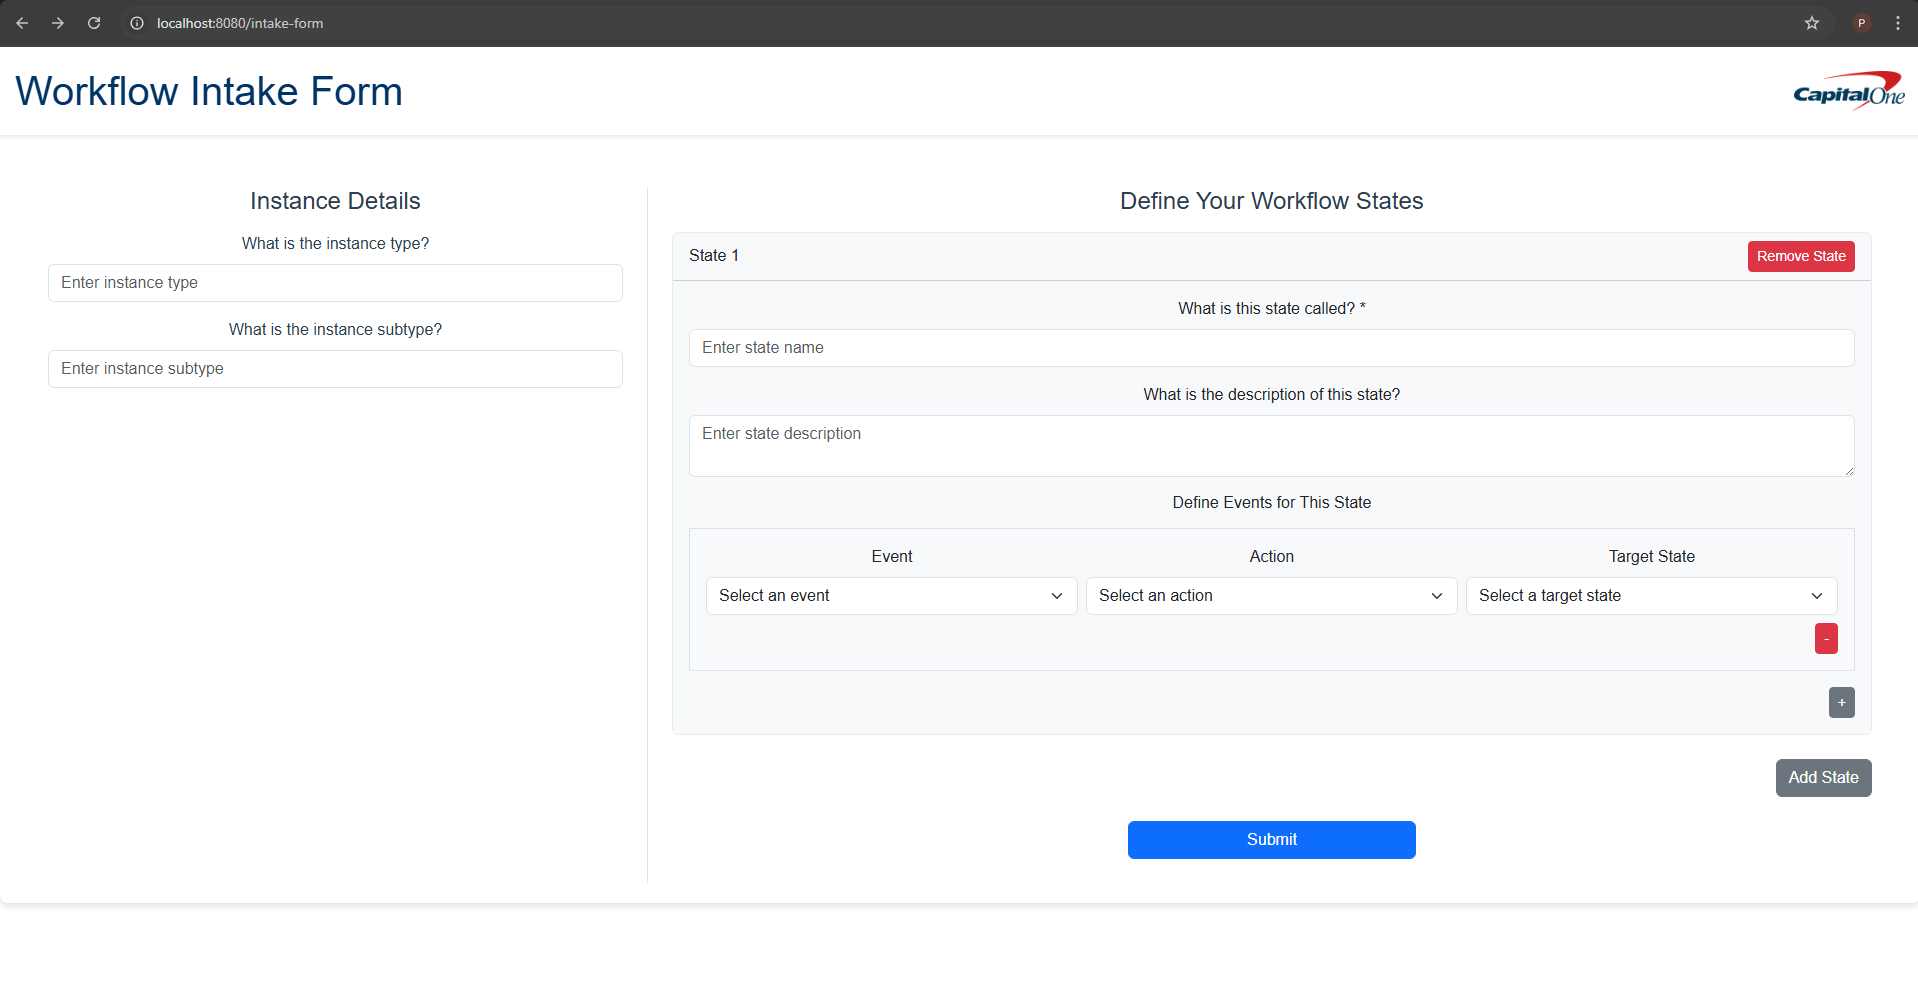 localhost:8080/intake-form
P
Workflow Intake Form
CapitalOne
Instance Details
What is the instance type?
Enter instance type
What is the instance subtype?
Enter instance subtype
Define Your Workflow States
State 1
Remove State
What is this state called? *
Enter state name
What is the description of this state?
Enter state description
Define Events for This State
Event Action Target State
Select an event Select an action Select a target state
-
+
Add State
Submit